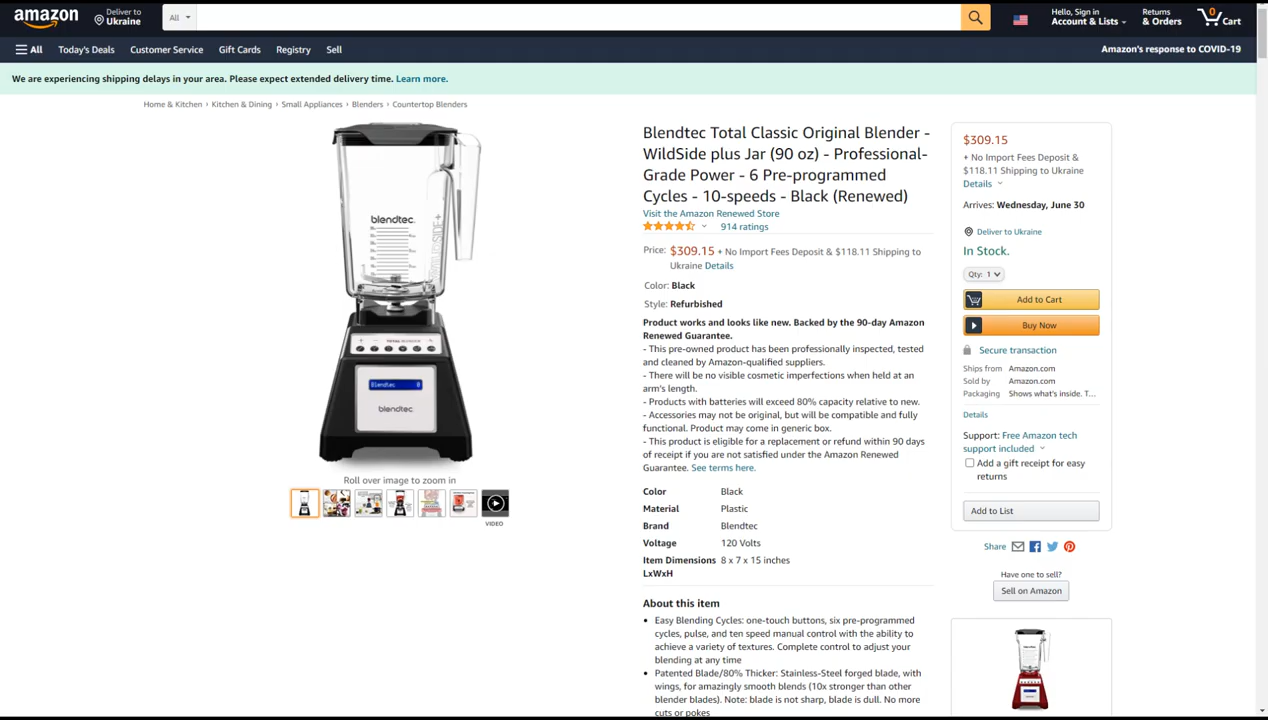 amazon
Deliver to
Ukraine
All
Hello, Sign in
Account & Lists
Returns
& Orders
0
Cart
All
Today's Deals
Customer Service
Gift Cards
Registry
Sell
Amazon's response to COVID-19
We are experiencing shipping delays in your area. Please expect extended delivery time. Learn more.
Home & Kitchen › Kitchen & Dining › Small Appliances › Blenders › Countertop Blenders
blendtec
WILDSIDE+
TOTAL BLENDER
Blendtec
blendtec
Roll over image to zoom in
VIDEO
Blendtec Total Classic Original Blender -
WildSide plus Jar (90 oz) - Professional-
Grade Power - 6 Pre-programmed
Cycles - 10-speeds - Black (Renewed)
Visit the Amazon Renewed Store
914 ratings
Price: $309.15 + No Import Fees Deposit & $118.11 Shipping to
Ukraine Details
Color: Black
Style: Refurbished
Product works and looks like new. Backed by the 90-day Amazon
Renewed Guarantee.
- This pre-owned product has been professionally inspected, tested
and cleaned by Amazon-qualified suppliers.
- There will be no visible cosmetic imperfections when held at an
arm's length.
- Products with batteries will exceed 80% capacity relative to new.
- Accessories may not be original, but will be compatible and fully
functional. Product may come in generic box.
- This product is eligible for a replacement or refund within 90 days
of receipt if you are not satisfied under the Amazon Renewed
Guarantee. See terms here.
Color Black
Material Plastic
Brand Blendtec
Voltage 120 Volts
Item Dimensions 8 x 7 x 15 inches
LxWxH
About this item
• Easy Blending Cycles: one-touch buttons, six pre-programmed
cycles, pulse, and ten speed manual control with the ability to
achieve a variety of textures. Complete control to adjust your
blending at any time
• Patented Blade/80% Thicker: Stainless-Steel forged blade, with
wings, for amazingly smooth blends (10x stronger than other
blender blades). Note: blade is not sharp, blade is dull. No more
cuts or pokes
$309.15
+ No Import Fees Deposit &
$118.11 Shipping to Ukraine
Details
Arrives: Wednesday, June 30
Deliver to Ukraine
In Stock.
Qty: 1
Add to Cart
Buy Now
Secure transaction
Ships from Amazon.com
Sold by Amazon.com
Packaging Shows what's inside. T...
Details
Support: Free Amazon tech
support included
Add a gift receipt for easy
returns
Add to List
Share
Have one to sell?
Sell on Amazon